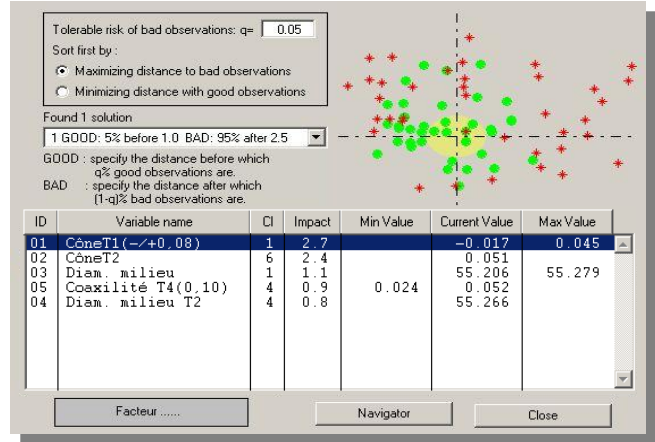 Tolerable risk of bad observations: q= 0.05
Sort first by :
Maximizing distance to bad observations
Minimizing distance with good observations
Found 1 solution
1 GOOD: 5% before 1.0 BAD: 95% after 2.5
GOOD : specify the distance before which
q% good observations are.
BAD : specify the distance after which
(1-q)% bad observations are.
ID Variable name Cl Impact Min Value Current Value Max Value
01 CôneT1(-/+0,08) 1 2.7 -0.017 0.045
02 CôneT2 6 2.4 0.051
03 Diam. milieu 1 1.1 55.206 55.279
05 Coaxilité T4(0,10) 4 0.9 0.024 0.052
04 Diam. milieu T2 4 0.8 55.266
Facteur ...... Navigator Close